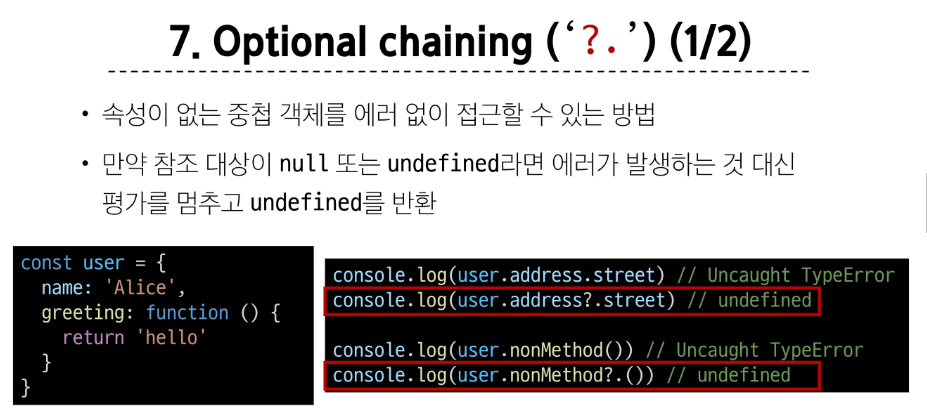 7. Optional chaining (‘?.’) (1/2)
• 속성이 없는 중첩 객체를 에러 없이 접근할 수 있는 방법
• 만약 참조 대상이 null 또는 undefined라면 에러가 발생하는 것 대신
평가를 멈추고 undefined를 반환
const user = {
  name: 'Alice',
  greeting: function () {
    return 'hello'
  }
}
console.log(user.address.street) // Uncaught TypeError
console.log(user.address?.street) // undefined
console.log(user.nonMethod()) // Uncaught TypeError
console.log(user.nonMethod?.()) // undefined